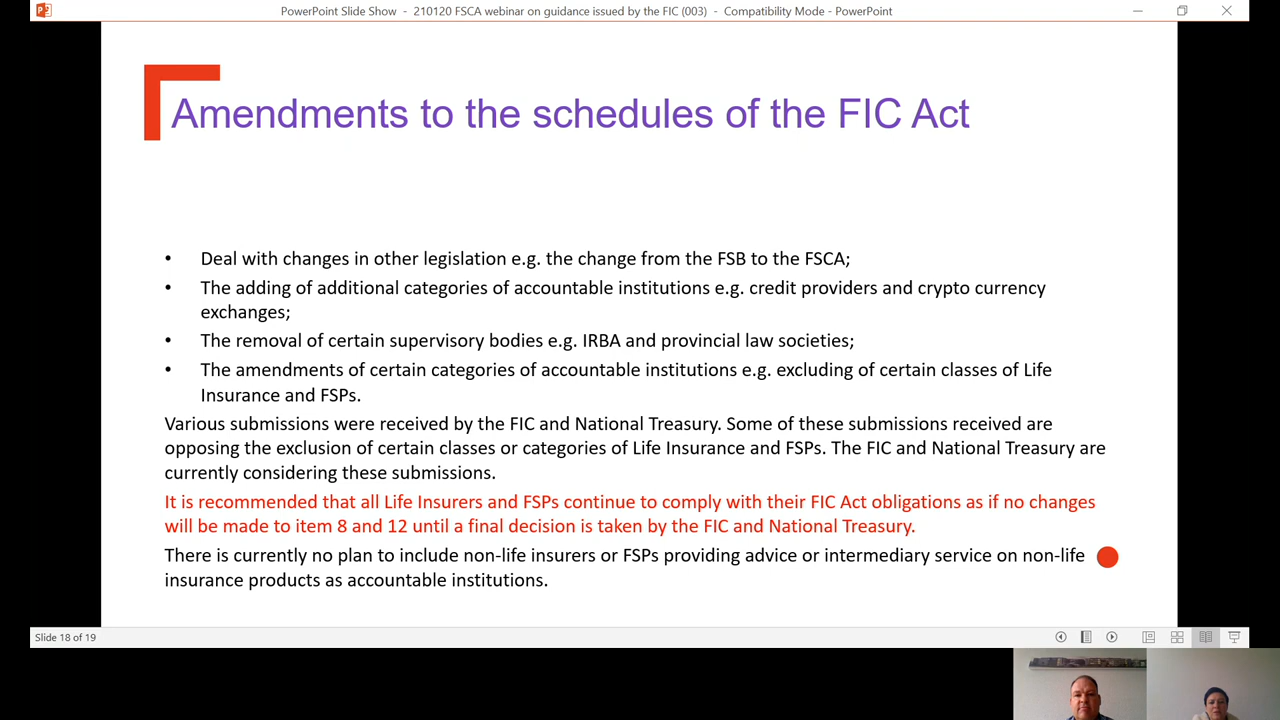 PowerPoint Slide Show - 210120 FSCA webinar on guidance issued by the FIC (003) - Compatibility Mode - PowerPoint
Amendments to the schedules of the FIC Act
• Deal with changes in other legislation e.g. the change from the FSB to the FSCA;
• The adding of additional categories of accountable institutions e.g. credit providers and crypto currency
exchanges;
• The removal of certain supervisory bodies e.g. IRBA and provincial law societies;
• The amendments of certain categories of accountable institutions e.g. excluding of certain classes of Life
Insurance and FSPs.
Various submissions were received by the FIC and National Treasury. Some of these submissions received are
opposing the exclusion of certain classes or categories of Life Insurance and FSPs. The FIC and National Treasury are
currently considering these submissions.
It is recommended that all Life Insurers and FSPs continue to comply with their FIC Act obligations as if no changes
will be made to item 8 and 12 until a final decision is taken by the FIC and National Treasury.
There is currently no plan to include non-life insurers or FSPs providing advice or intermediary service on non-life
insurance products as accountable institutions.
Slide 18 of 19